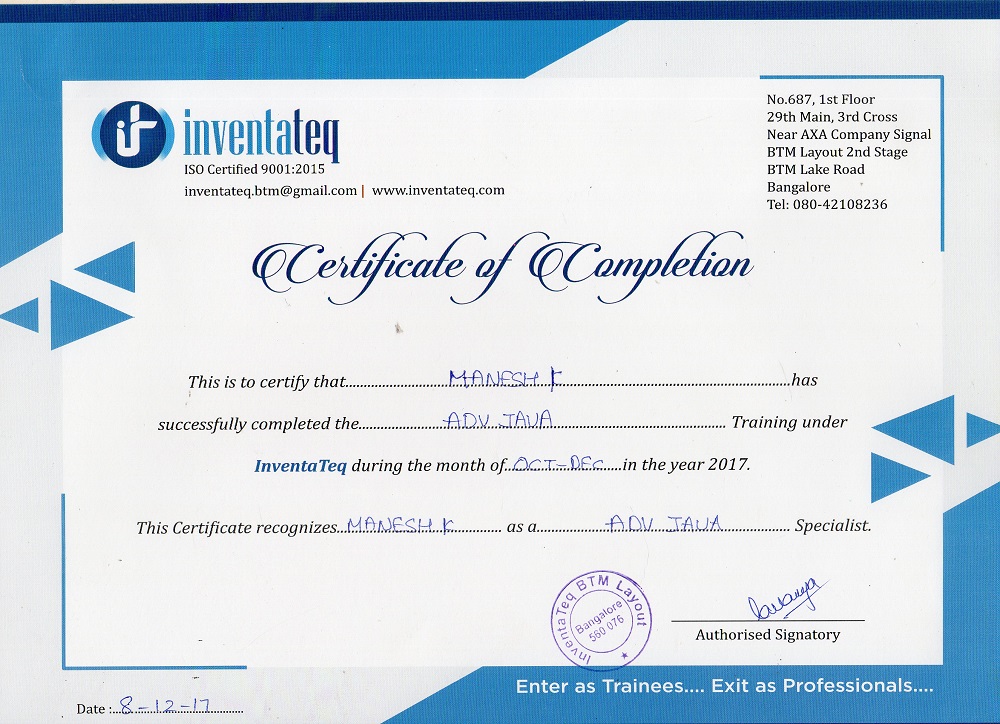 it inventateq
ISO Certified 9001:2015
inventateq.btm@gmail.com | www.inventateq.com
No.687, 1st Floor
29th Main, 3rd Cross
Near AXA Company Signal
BTM Layout 2nd Stage
BTM Lake Road
Bangalore
Tel: 080-42108236
Certificate of Completion
This is to certify that MANESH.K has
successfully completed the ADV JAVA Training under
InventaTeq during the month of OCT-DEC in the year 2017.
This Certificate recognizes MANESH.K as a ADV JAVA Specialist.
InventaTeq BTM Layout
Bangalore
560 076
Lavanya
Authorised Signatory
Enter as Trainees.... Exit as Professionals....
Date : 8-12-17